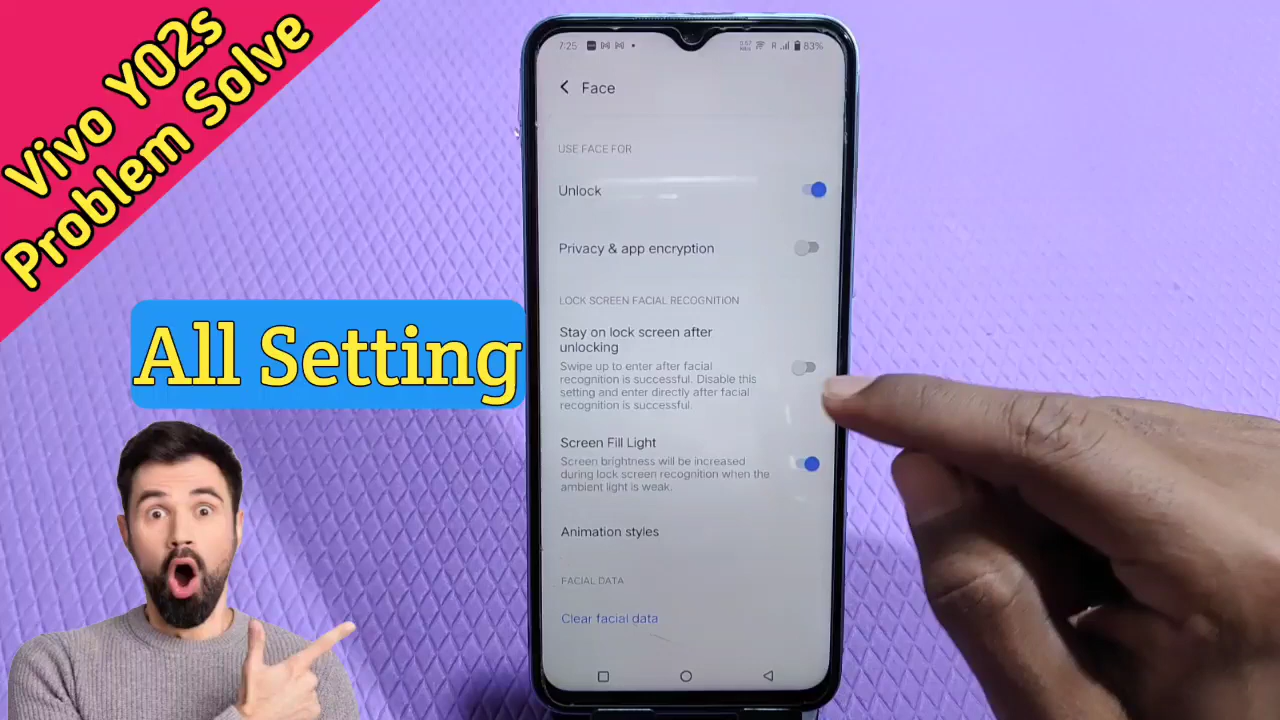 Vivo Y02s
Problem Solve
All Setting
7:25
83%
Face
USE FACE FOR
Unlock
Privacy & app encryption
LOCK SCREEN FACIAL RECOGNITION
Stay on lock screen after
unlocking
Swipe up to enter after facial
recognition is successful. Disable this
setting and enter directly after facial
recognition is successful.
Screen Fill Light
Screen brightness will be increased
during lock screen recognition when the
ambient light is weak.
Animation styles
FACIAL DATA
Clear facial data